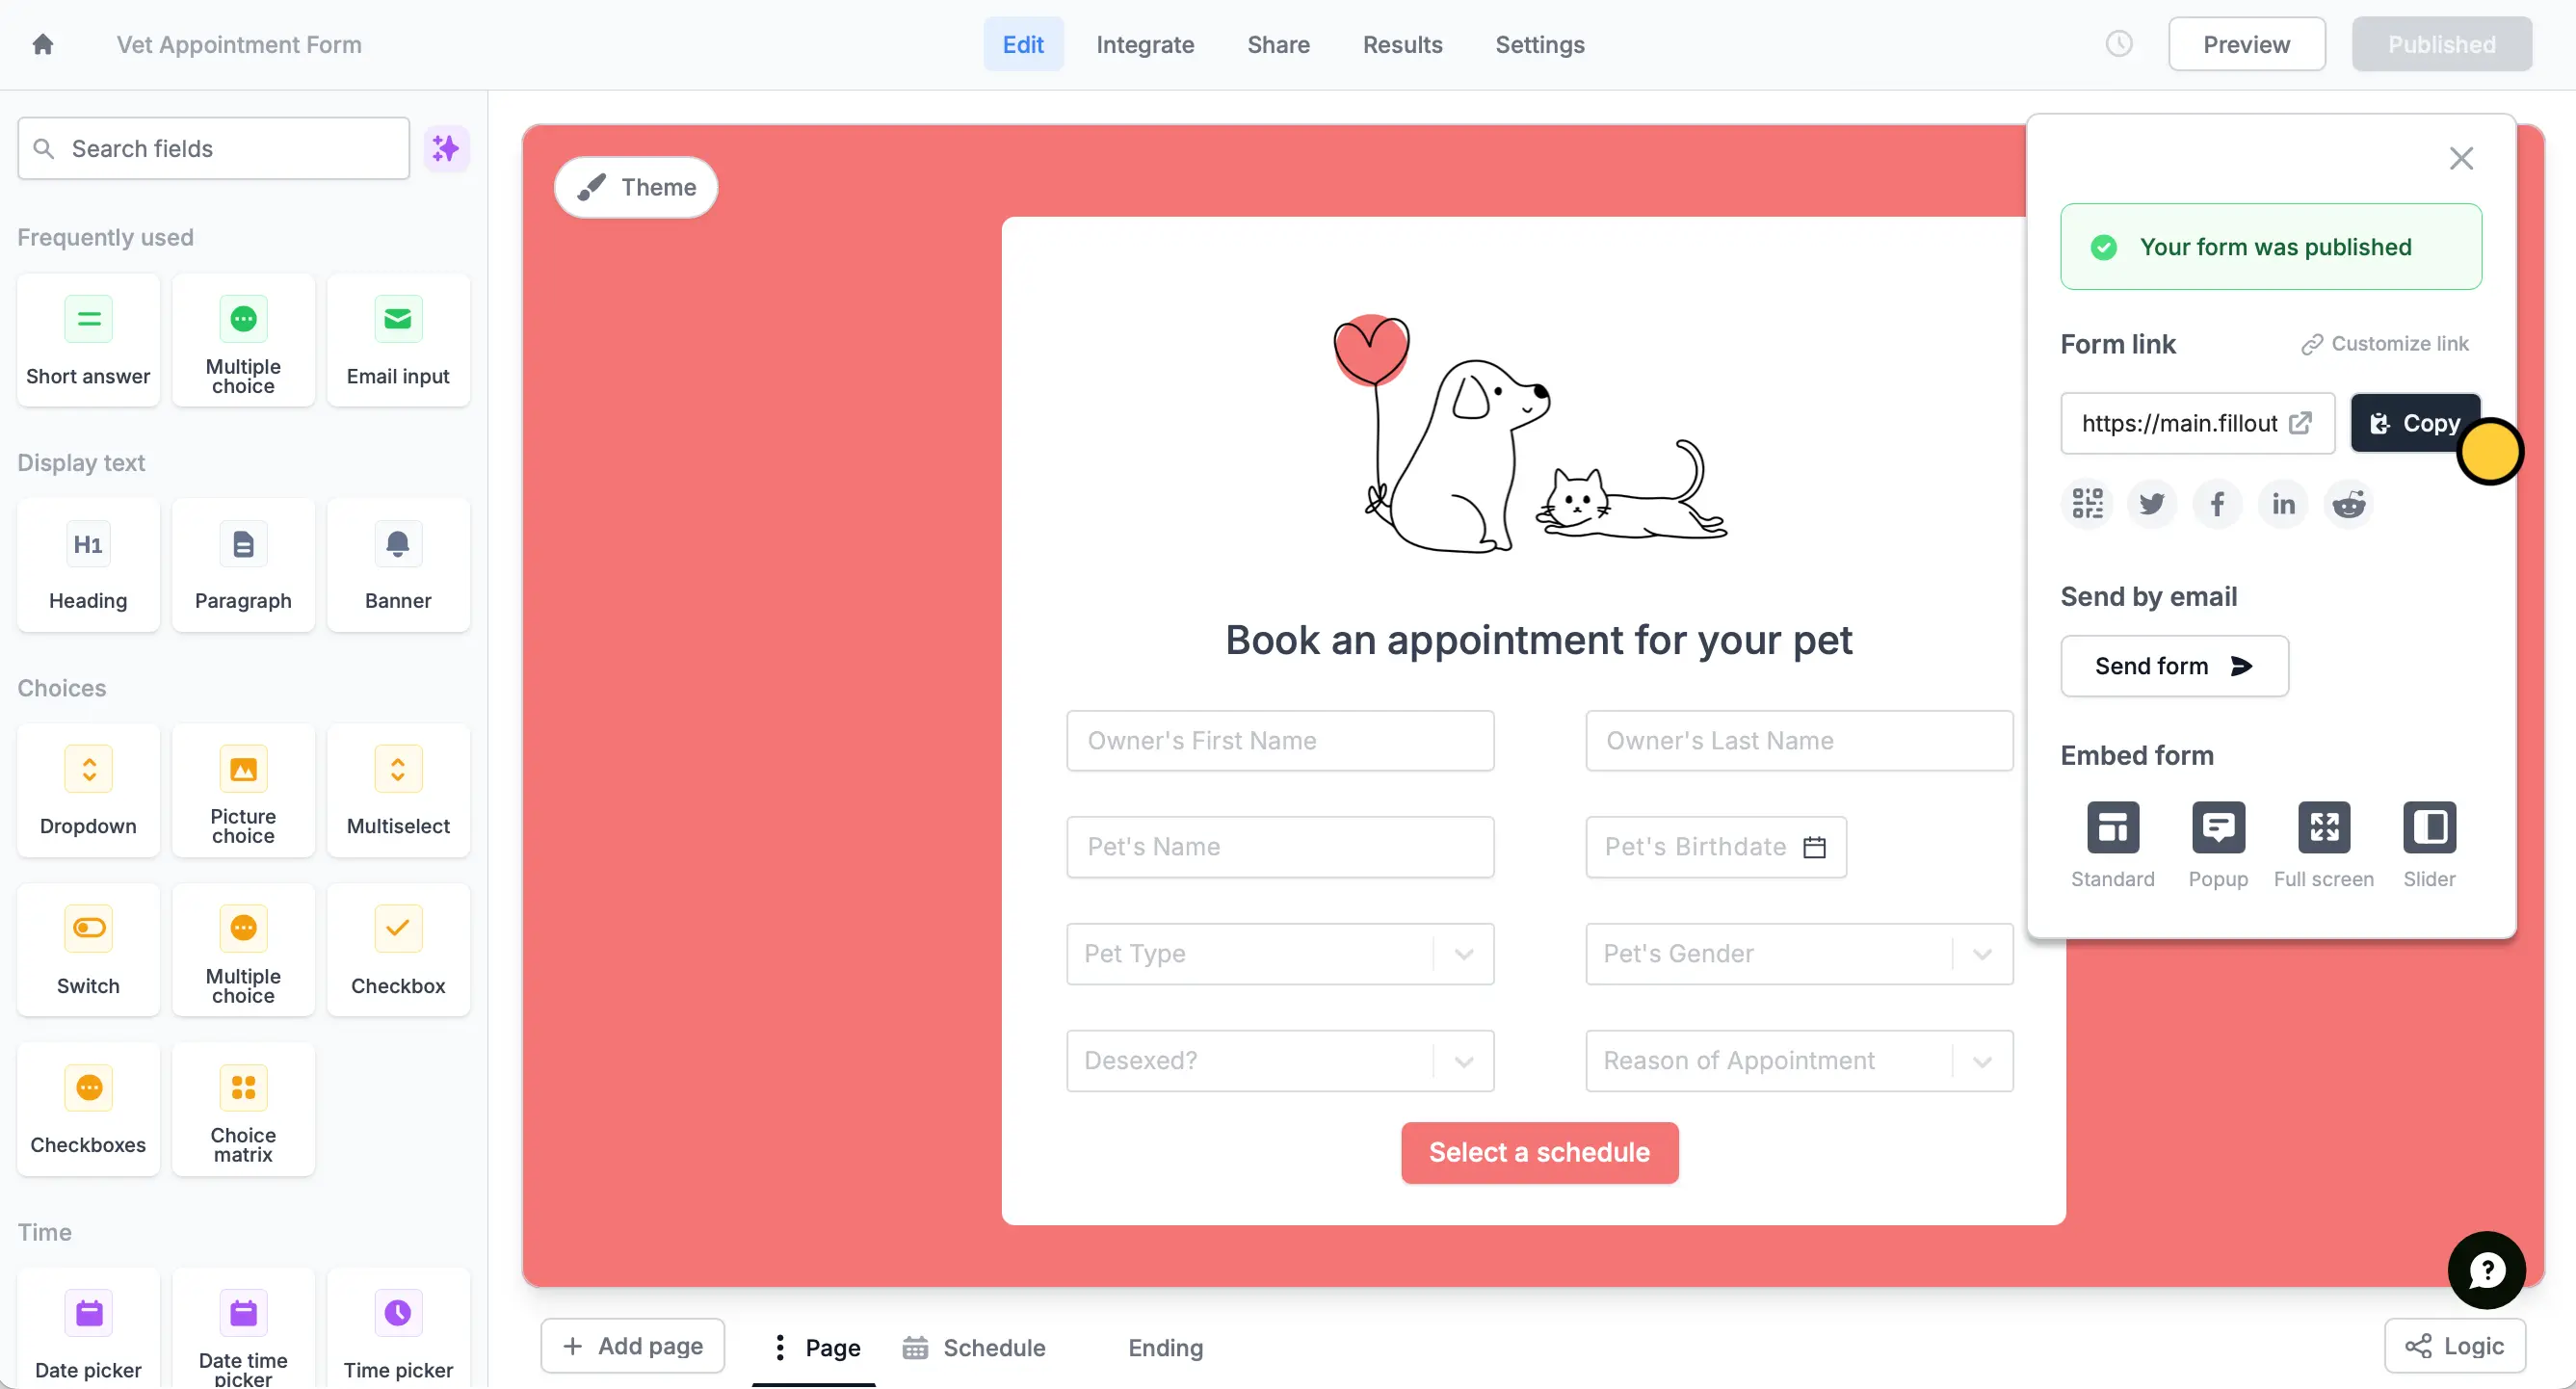 Vet Appointment Form
Edit
Integrate
Share
Results
Settings
Preview
Published
Search fields
Frequently used
Short answer
Multiple
choice
Email input
Display text
H1
Heading
Paragraph
Banner
Choices
Dropdown
Picture
choice
Multiselect
Switch
Multiple
choice
Checkbox
Checkboxes
Choice
matrix
Time
Date picker
Date time
picker
Time picker
Theme
Book an appointment for your pet
Owner's First Name
Owner's Last Name
Pet's Name
Pet's Birthdate
Pet Type
Pet's Gender
Desexed?
Reason of Appointment
Select a schedule
Your form was published
Form link
Customize link
https://main.fillout
Copy
Send by email
Send form
Embed form
Standard
Popup
Full screen
Slider
Add page
Page
Schedule
Ending
Logic